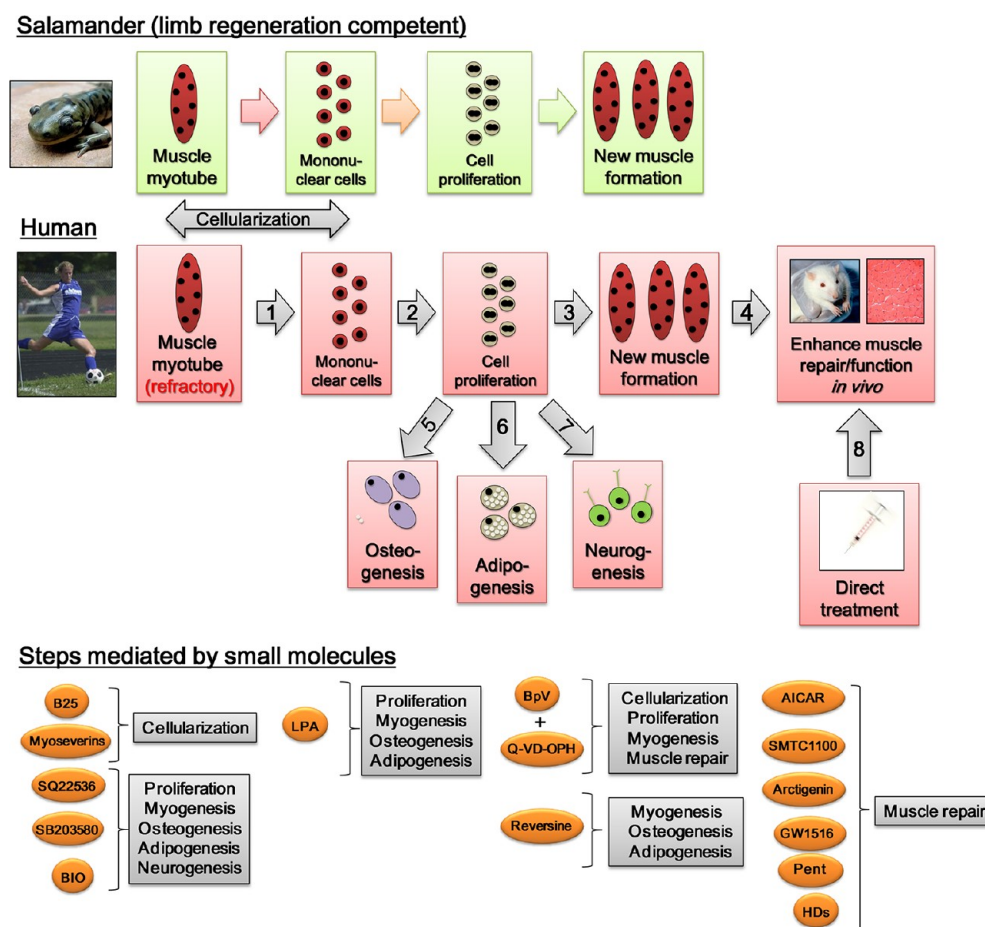 Salamander (limb regeneration competent)
Muscle
myotube
Mononu-
clear cells
Cell
proliferation
New muscle
formation
Cellularization
Human
Muscle
myotube
(refractory)
1
Mononu-
clear cells
2
Cell
proliferation
3
New muscle
formation
4
Enhance muscle
repair/function
in vivo
5
6
7
8
Osteo-
genesis
Adipo-
genesis
Neurog-
enesis
Direct
treatment
Steps mediated by small molecules
B25
Myoseverins
Cellularization
SQ22536
SB203580
BIO
Proliferation
Myogenesis
Osteogenesis
Adipogenesis
Neurogenesis
LPA
Proliferation
Myogenesis
Osteogenesis
Adipogenesis
BpV
+
Q-VD-OPH
Cellularization
Proliferation
Myogenesis
Muscle repair
Reversine
Myogenesis
Osteogenesis
Adipogenesis
AICAR
SMTC1100
Arctigenin
GW1516
Pent
HDs
Muscle repair